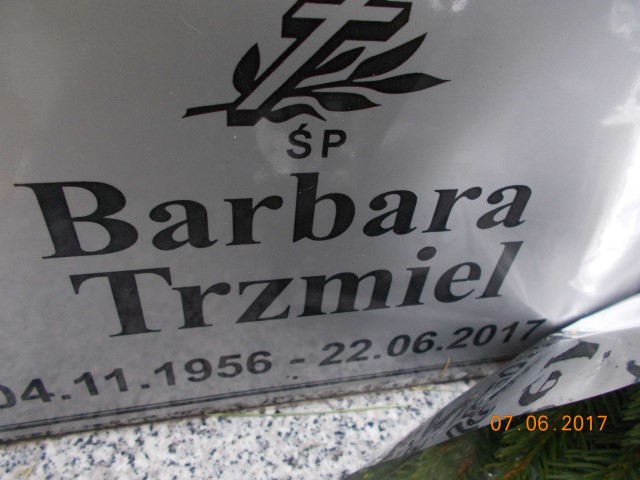 ŚP
Barbara
Trzmiel
04.11.1956 - 22.06.2017
07.06.2017